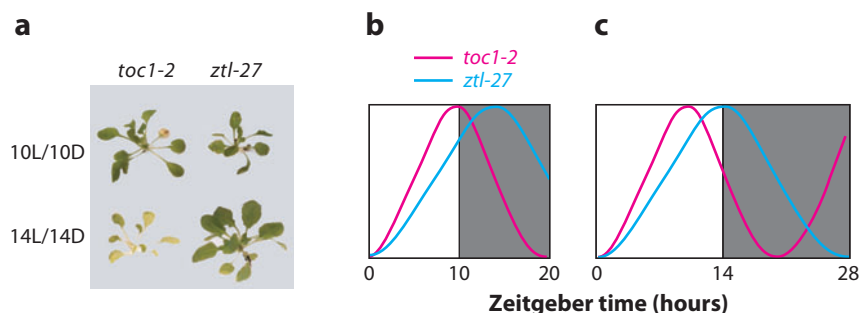 a
toc1-2 ztl-27
10L/10D
14L/14D
b
c
toc1-2
ztl-27
0 10 20
0 14 28
Zeitgeber time (hours)